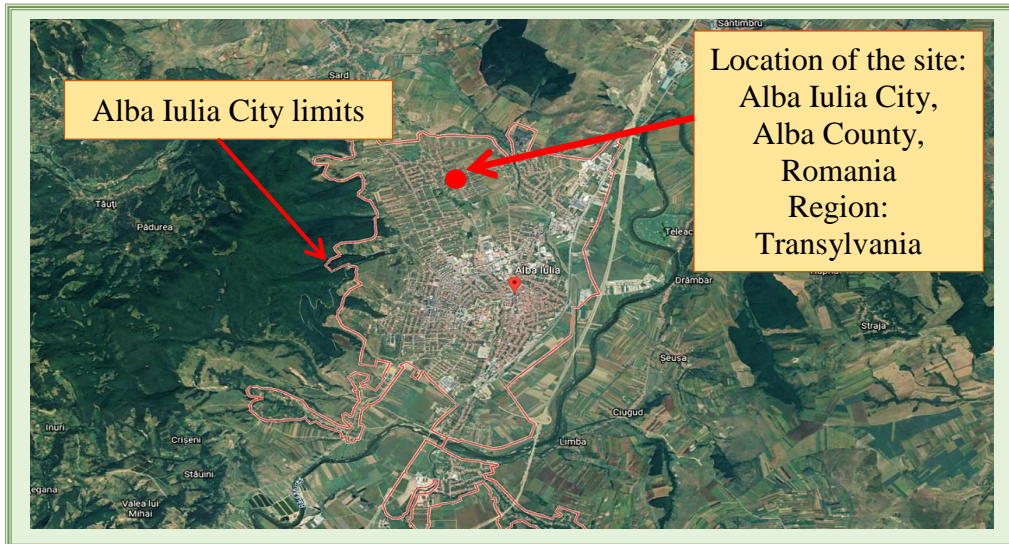 Sântimbru
Sard
Location of the site:
Alba Iulia City,
Alba County,
Romania
Region:
Transylvania
Alba Iulia City limits
Tăuți
Pădurea
Teleac
Alba Iulia
Drâmbar
Straja
Șeușa
Ciugud
Limba
Inuri
Crișeni
Stăuini
Valea lui
Mihai